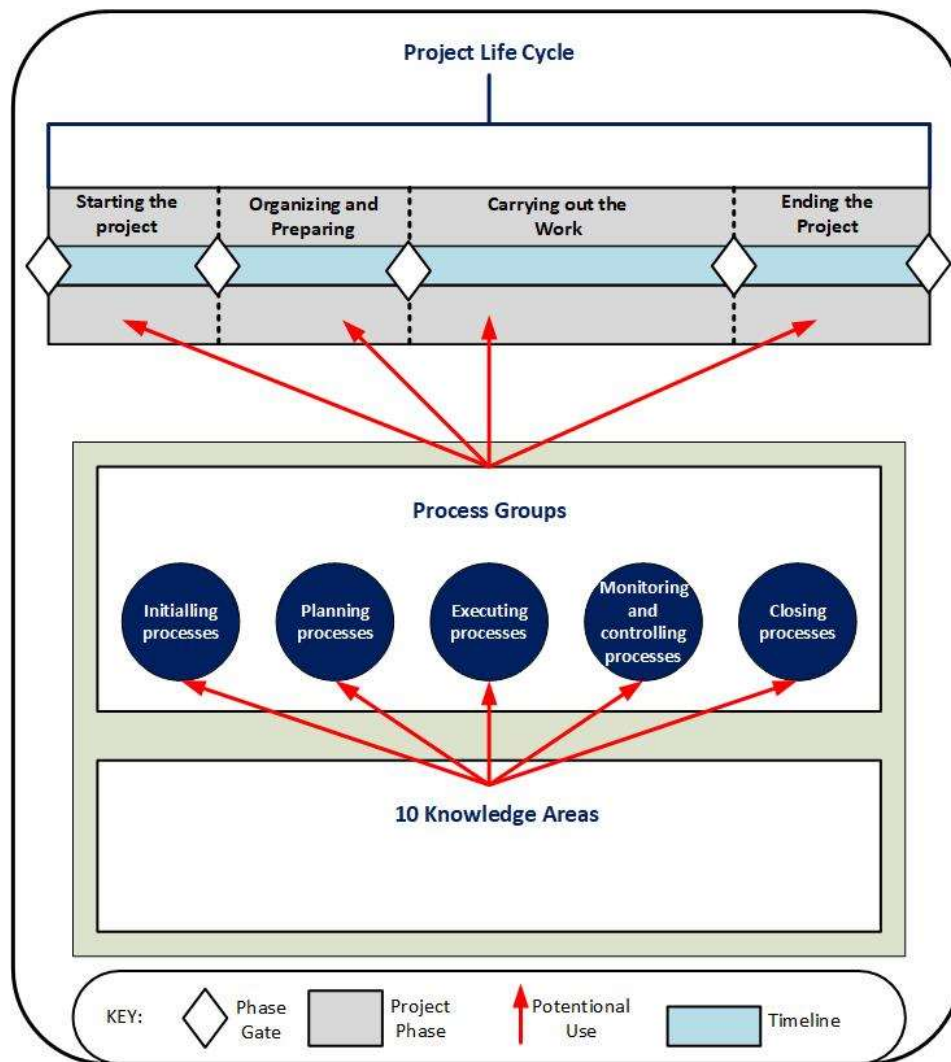 Project Life Cycle
Starting the
project
Organizing and
Preparing
Carrying out the
Work
Ending the
Project
Process Groups
Initialling
processes
Planning
processes
Executing
processes
Monitoring
and
controlling
processes
Closing
processes
10 Knowledge Areas
KEY:
Phase
Gate
Project
Phase
Potentional
Use
Timeline